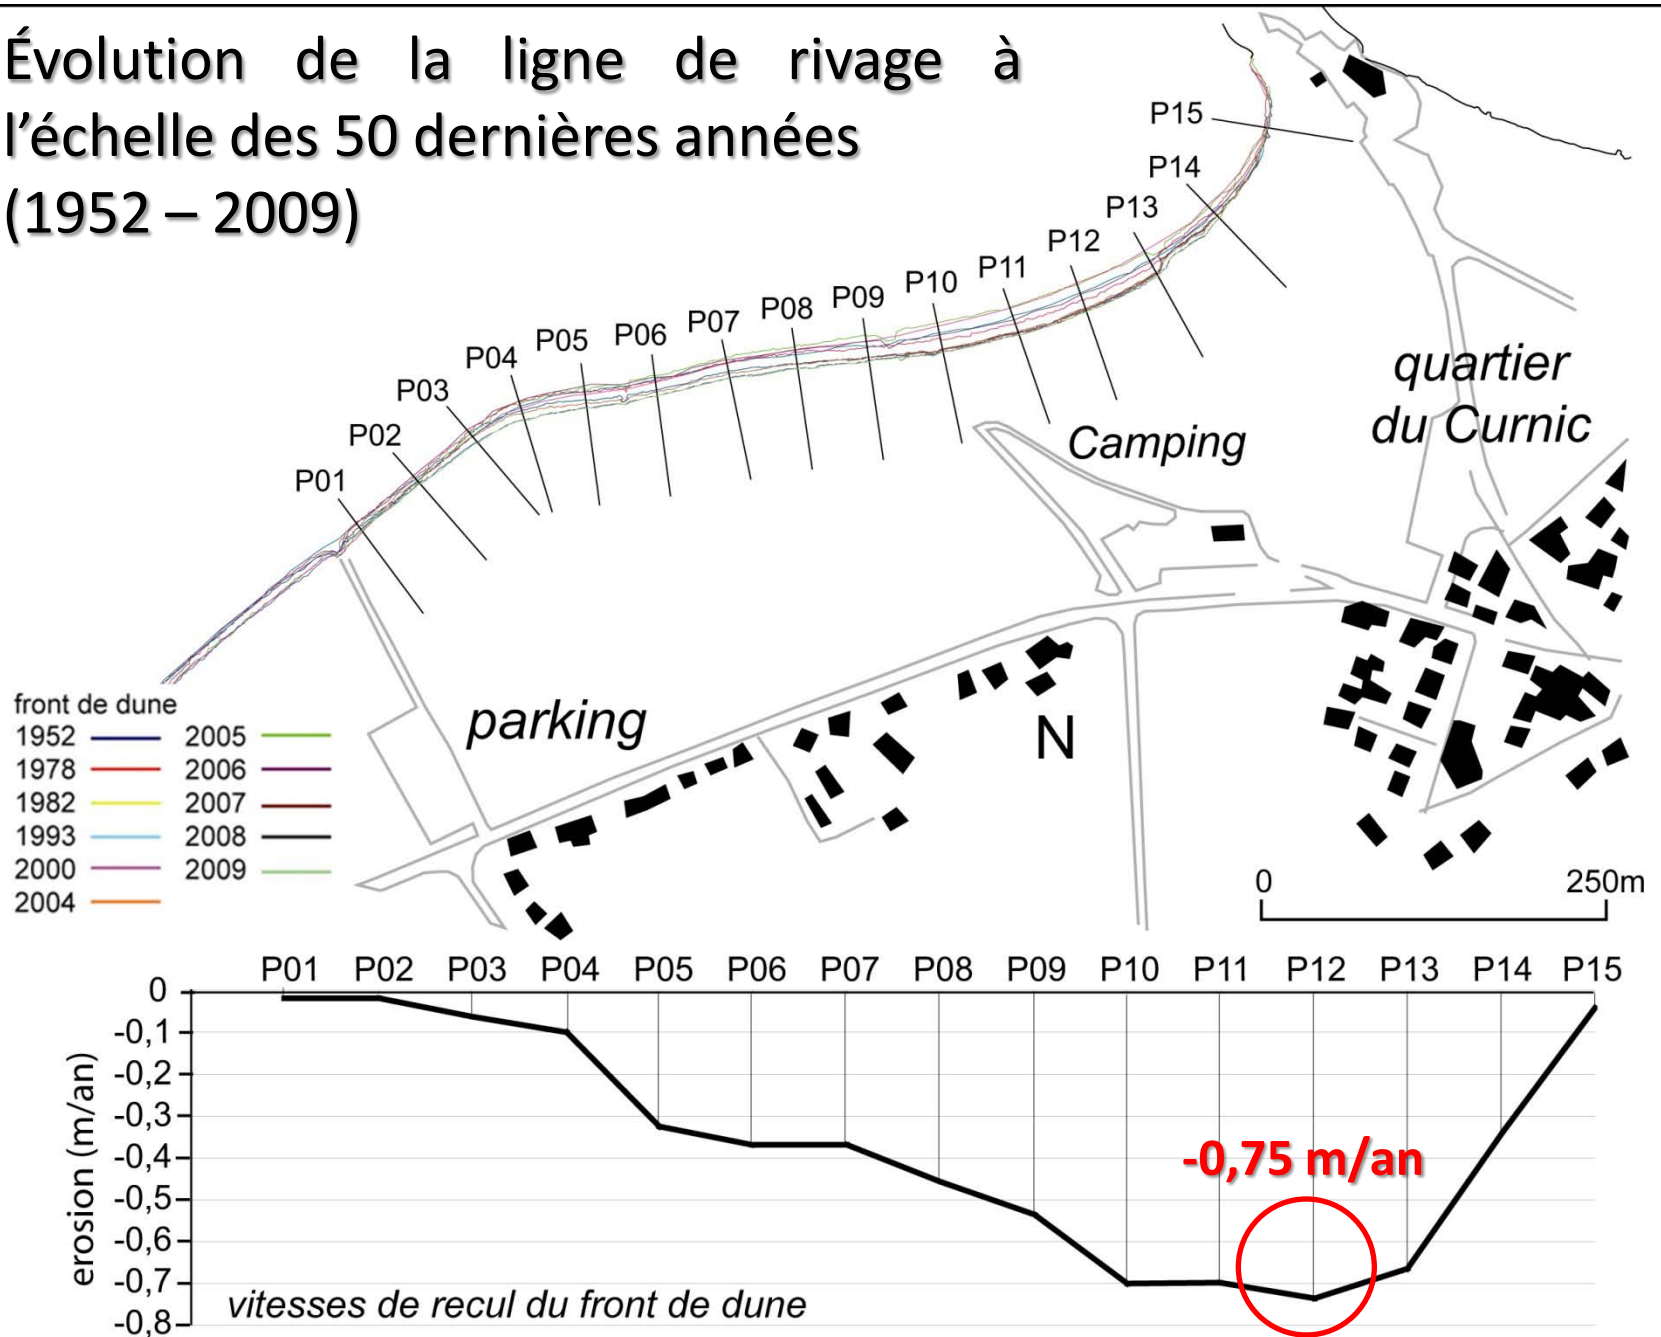 Évolution de la ligne de rivage à
l'échelle des 50 dernières années
(1952 – 2009)
P15
P14
P13
P12
P11
P10
P09
P08
P07
P06
P05
P04
P03
P02
P01
quartier
du Curnic
Camping
parking
N
front de dune
1952 2005
1978 2006
1982 2007
1993 2008
2000 2009
2004
0 250m
P01 P02 P03 P04 P05 P06 P07 P08 P09 P10 P11 P12 P13 P14 P15
0
-0,1
-0,2
-0,3
-0,4
-0,5
-0,6
-0,7
-0,8
erosion (m/an)
-0,75 m/an
vitesses de recul du front de dune